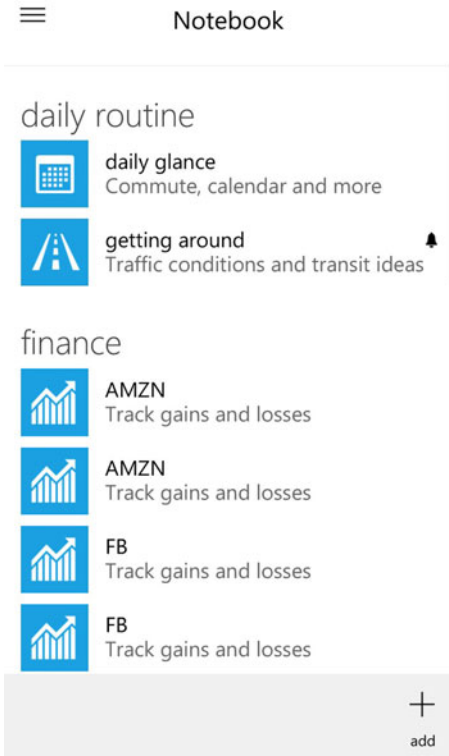 Notebook
daily routine
daily glance
Commute, calendar and more
getting around
Traffic conditions and transit ideas
finance
AMZN
Track gains and losses
AMZN
Track gains and losses
FB
Track gains and losses
FB
Track gains and losses
add